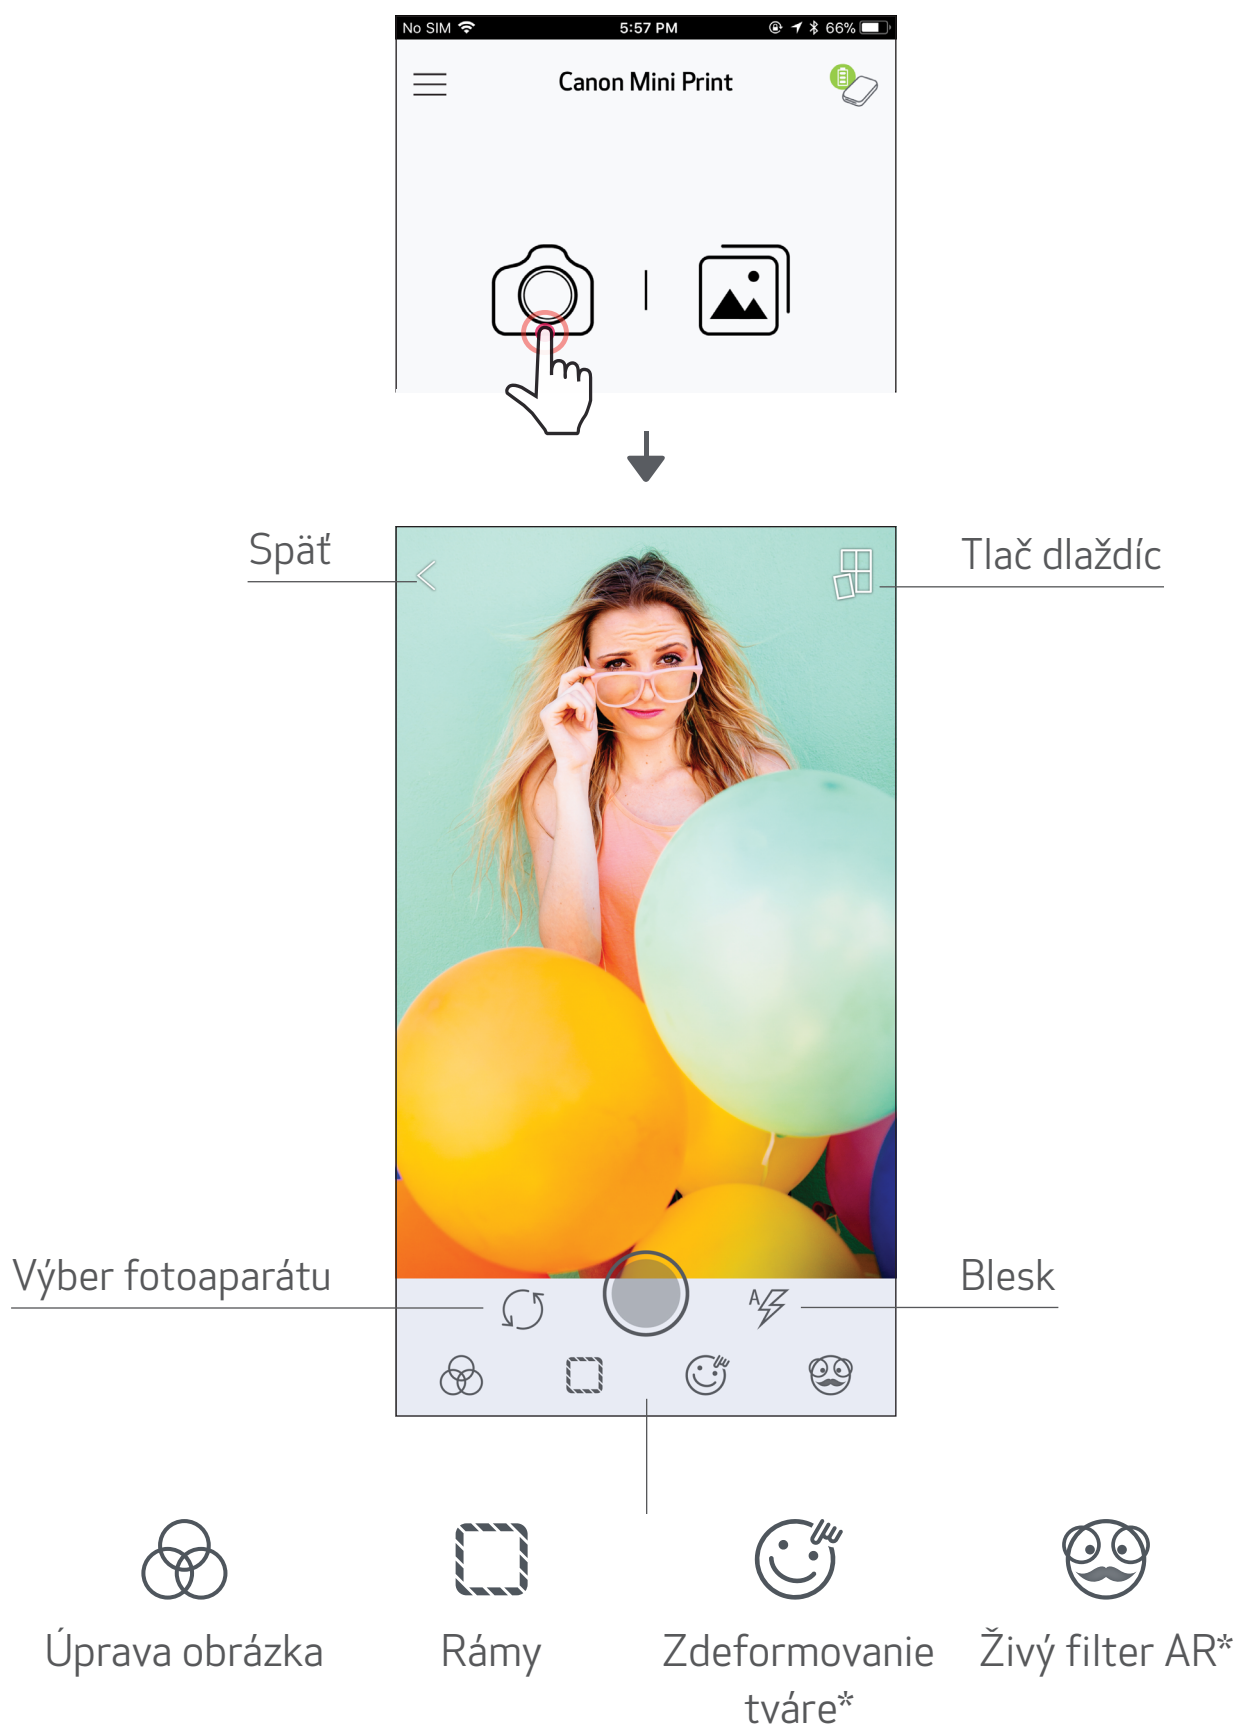 No SIM 5:57 PM 66%
Canon Mini Print
Späť
Tlač dlaždíc
Výber fotoaparátu
Blesk
A
Úprava obrázka
Rámy
Zdeformovanie
tváre*
Živý filter AR*